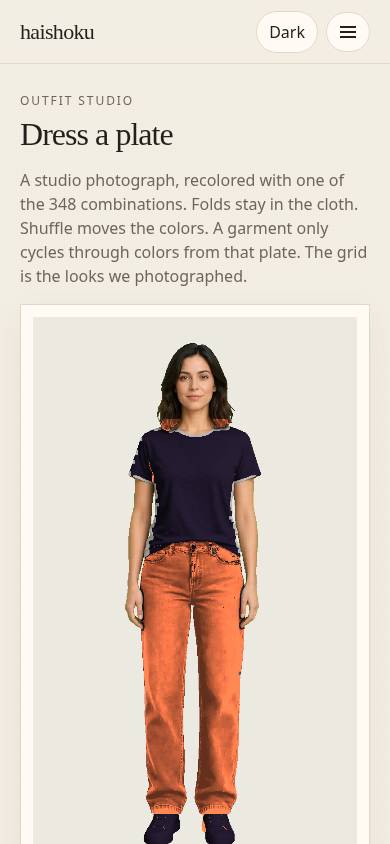 haishoku
Dark
OUTFIT STUDIO
Dress a plate
A studio photograph, recolored with one of
the 348 combinations. Folds stay in the cloth.
Shuffle moves the colors. A garment only
cycles through colors from that plate. The grid
is the looks we photographed.